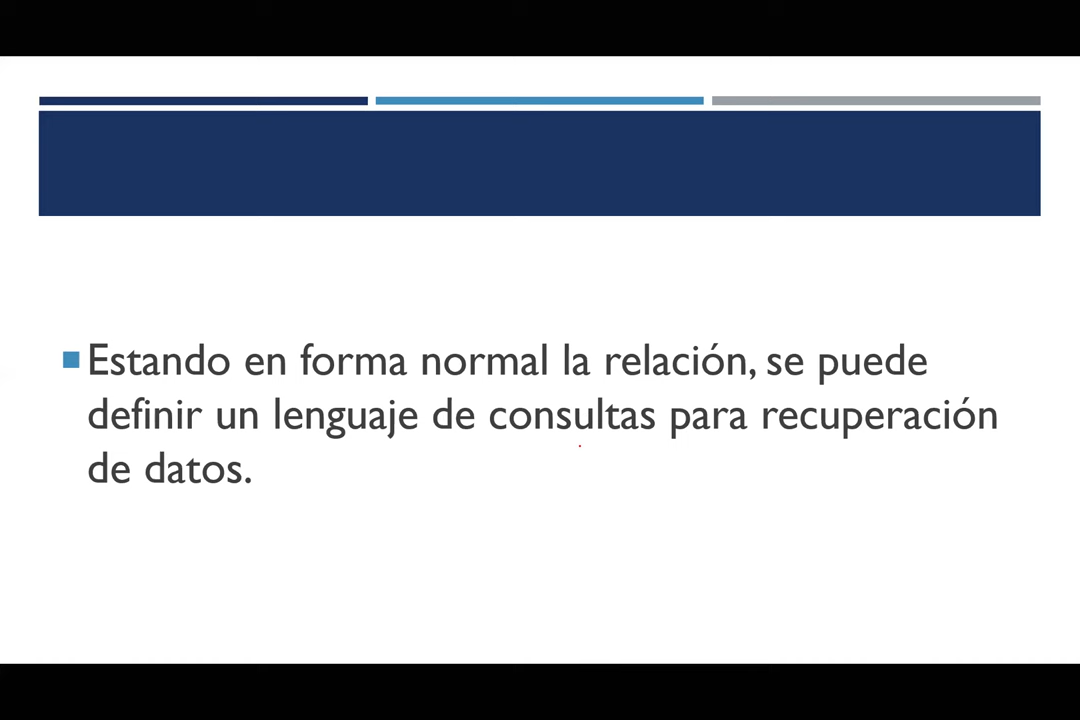 Estando en forma normal la relación, se puede
definir un lenguaje de consultas para recuperación
de datos.